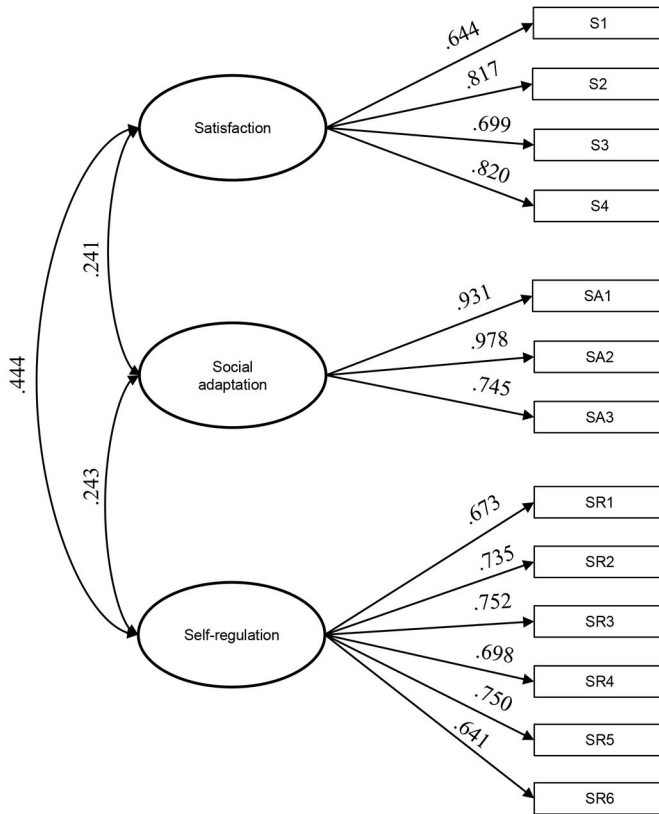 .644
S1
.817
S2
Satisfaction
.699
S3
.820
S4
.241
.444
.931
SA1
.978
SA2
Social
adaptation
.745
SA3
.243
.673
SR1
.735
SR2
.752
SR3
Self-regulation
.698
SR4
.750
SR5
.641
SR6